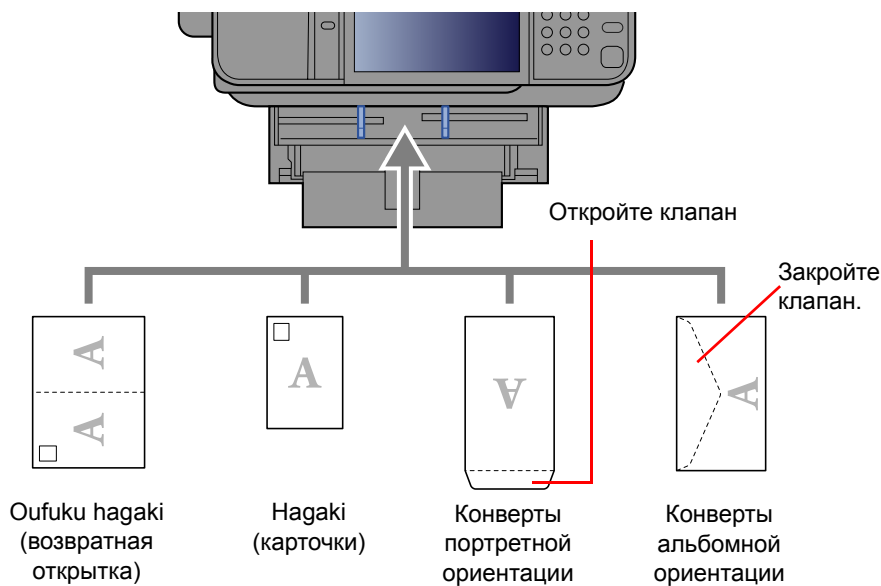 Откройте клапан
Закройте
клапан.
A
A
A
A
A
Oufuku hagaki
(возвратная
открытка)
Hagaki
(карточки)
Конверты
портретной
ориентации
Конверты
альбомной
ориентации